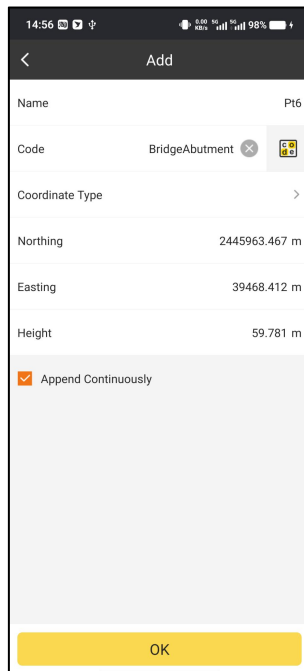 14:56 0.00 KB/s 5G 5G 98%
Add
Name Pt6
Code BridgeAbutment code
Coordinate Type
Northing 2445963.467 m
Easting 39468.412 m
Height 59.781 m
Append Continuously
OK